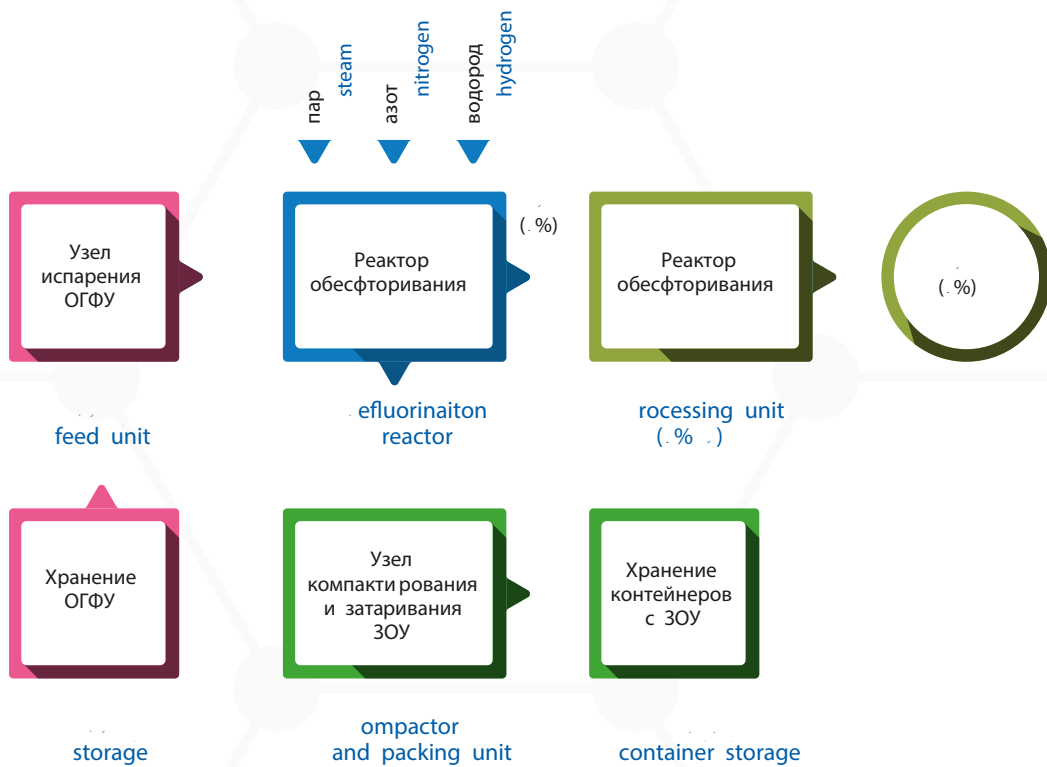 пар
steam
азот
nitrogen
водород
hydrogen
Узел
испарения
ОГФУ
Реактор
обесфторивания
(.%)
Реактор
обесфторивания
(.%)
feed unit
efluorinaiton
reactor
rocessing unit
(.% .)
Хранение
ОГФУ
Узел
компакти рования
и затаривания
ЗОУ
Хранение
контейнеров
с ЗОУ
storage
ompactor
and packing unit
container storage